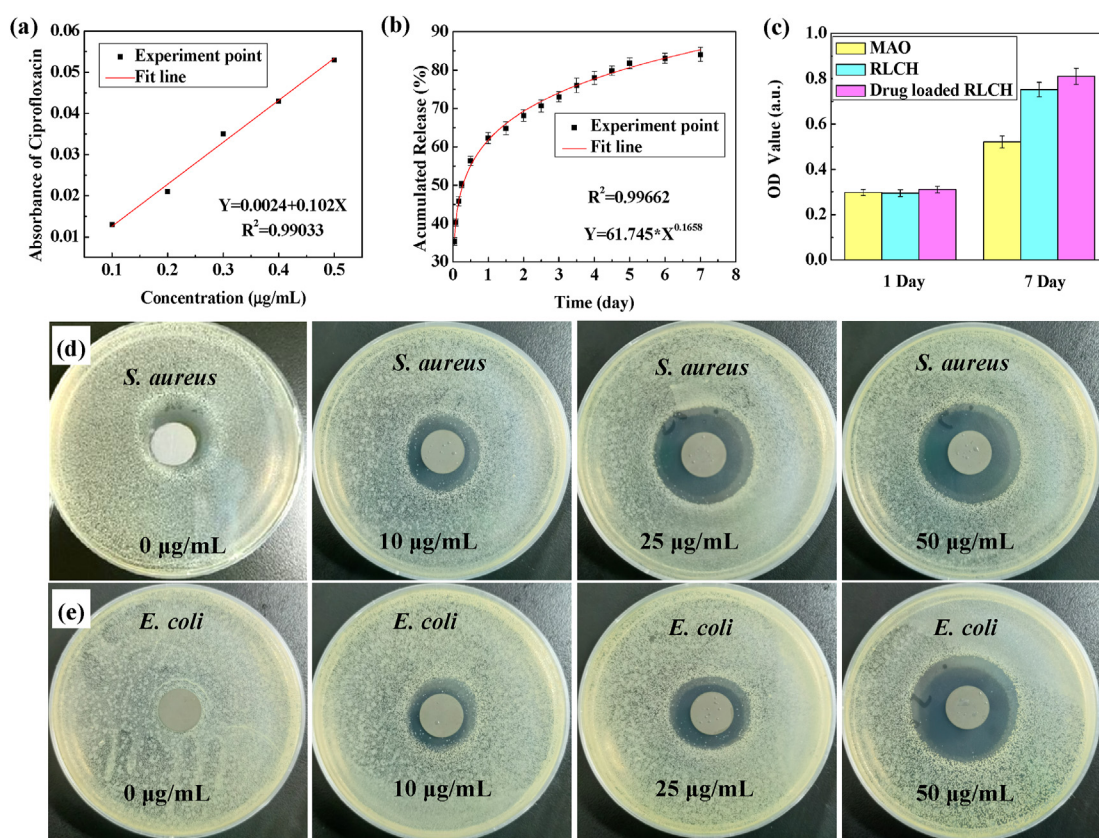 (a)
0.06
0.05
0.04
0.03
0.02
0.01
Absorbance of Ciprofloxacin
Experiment point
Fit line
Y=0.0024+0.102X
R²=0.99033
0.1 0.2 0.3 0.4 0.5
Concentration (µg/mL)
(b)
90
80
70
60
50
40
30
Acumulated Release (%)
Experiment point
Fit line
R²=0.99662
Y=61.745*X^0.1658
0 1 2 3 4 5 6 7 8
Time (day)
(c)
1.0
0.8
0.6
0.4
0.2
0.0
OD Value (a.u.)
MAO
RLCH
Drug loaded RLCH
1 Day 7 Day
(d)
S. aureus S. aureus S. aureus S. aureus
0 µg/mL 10 µg/mL 25 µg/mL 50 µg/mL
(e)
E. coli E. coli E. coli E. coli
0 µg/mL 10 µg/mL 25 µg/mL 50 µg/mL